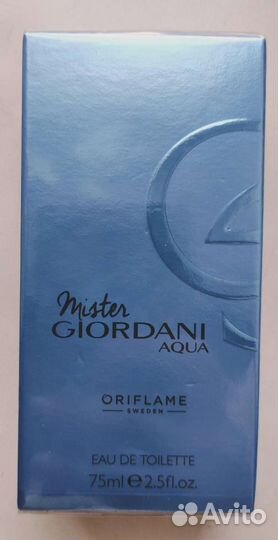 Mister
GIORDANI
AQUA
ORIFLAME
SWEDEN
EAU DE TOILETTE
75ml ℮ 2.5fl.oz.
Avito